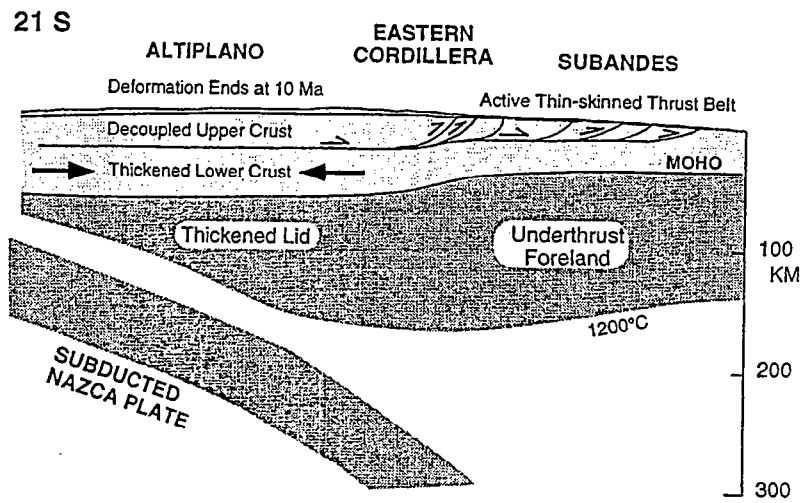 21 S
ALTIPLANO
EASTERN
CORDILLERA
SUBANDES
Deformation Ends at 10 Ma
Active Thin-skinned Thrust Belt
Decoupled Upper Crust
Thickened Lower Crust
MOHO
Thickened Lid
Underthrust
Foreland
100
KM
1200°C
SUBDUCTED
NAZCA PLATE
200
300